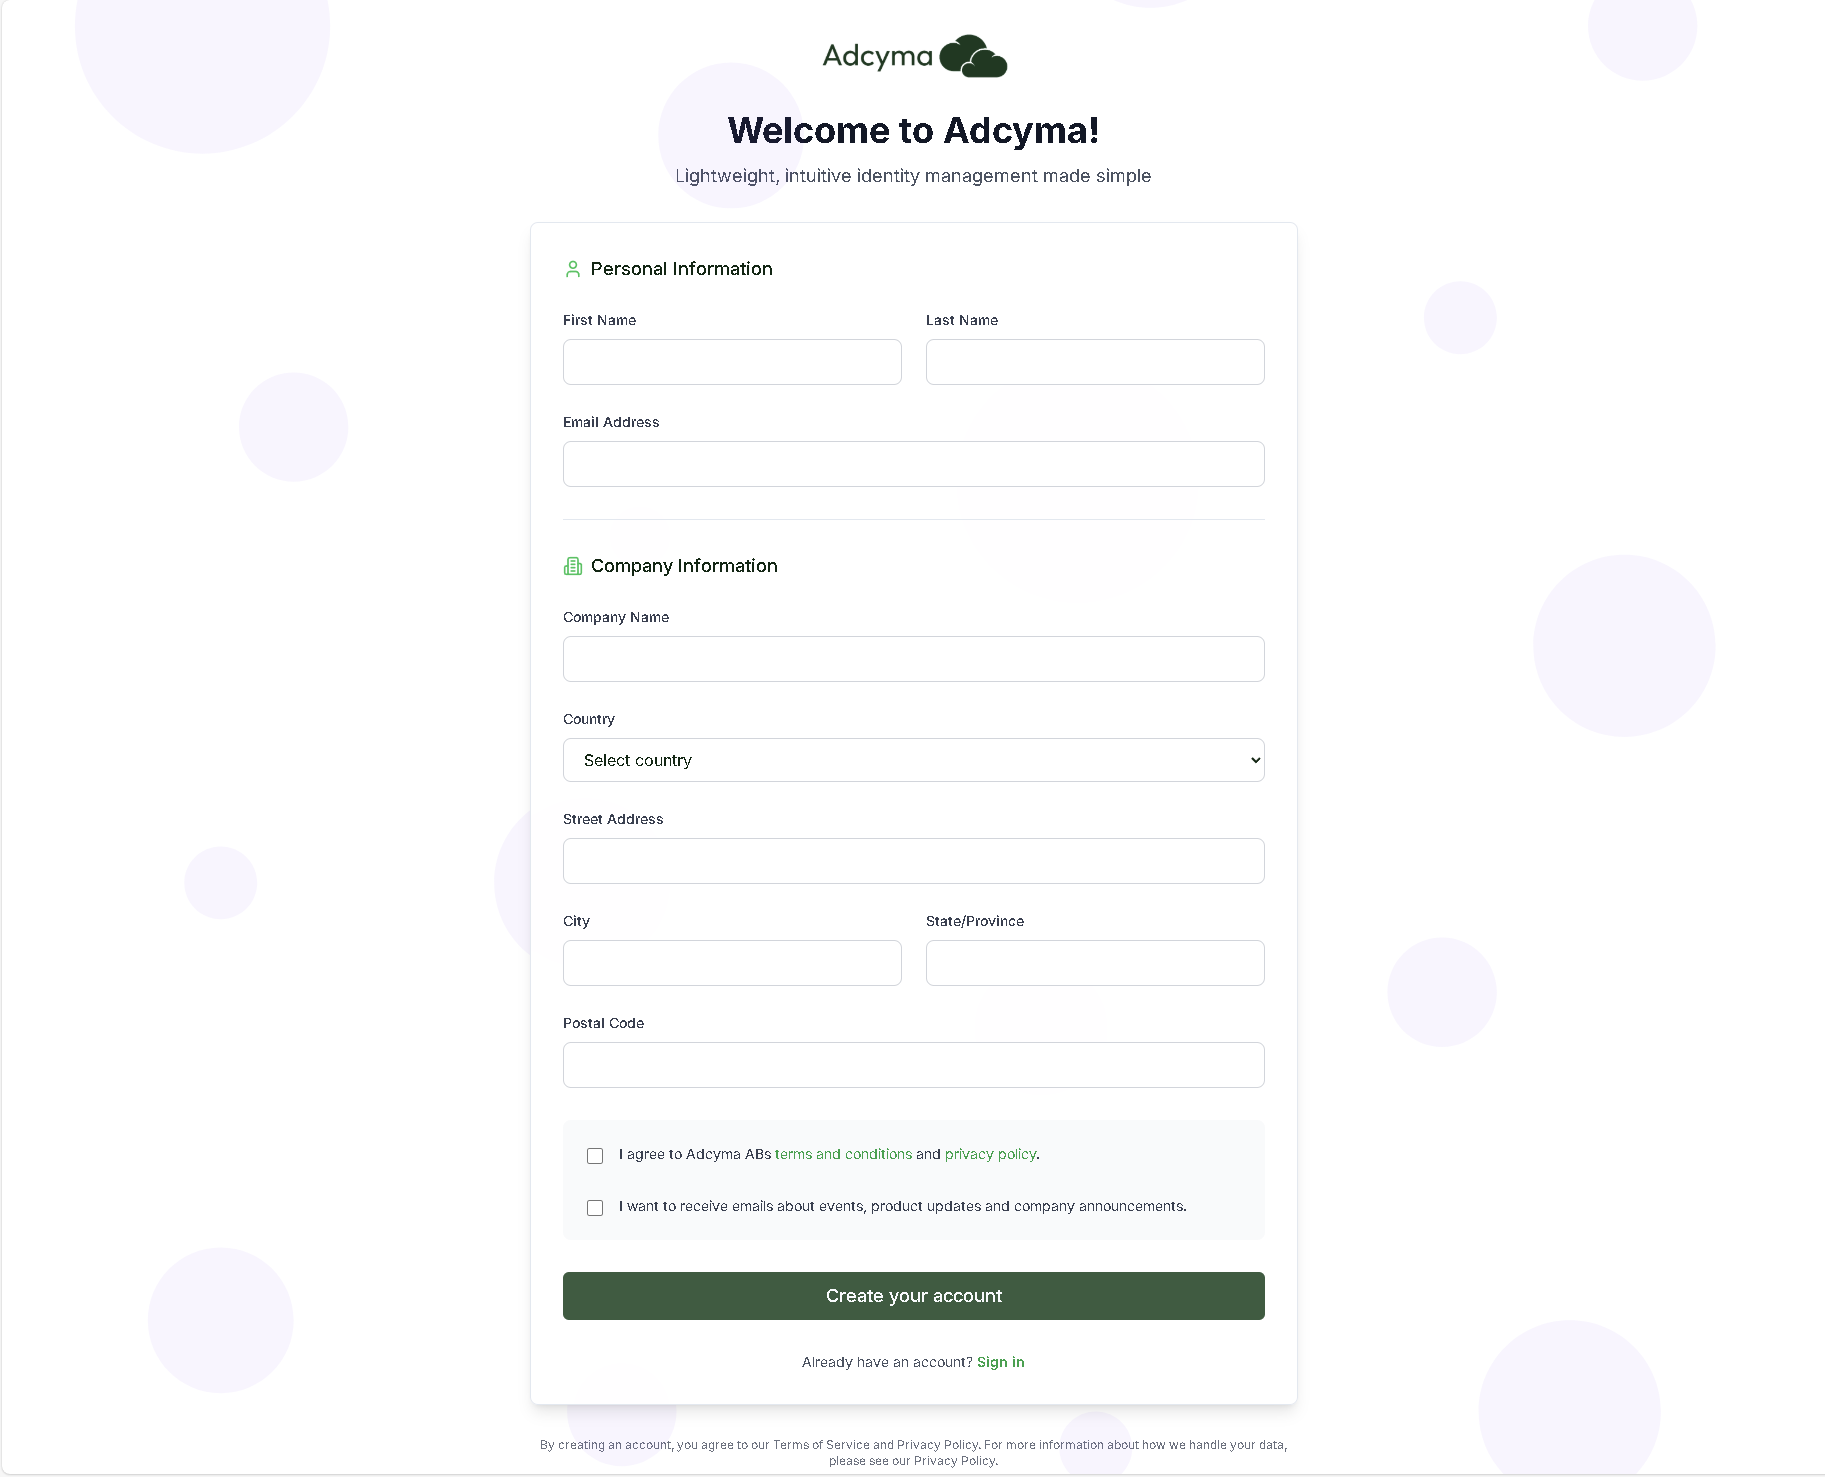 Adcyma
Welcome to Adcyma!
Lightweight, intuitive identity management made simple
Personal Information
First Name
Last Name
Email Address
Company Information
Company Name
Country
Select country
Street Address
City
State/Province
Postal Code
I agree to Adcyma ABs terms and conditions and privacy policy.
I want to receive emails about events, product updates and company announcements.
Create your account
Already have an account? Sign in
By creating an account, you agree to our Terms of Service and Privacy Policy. For more information about how we handle your data,
please see our Privacy Policy.